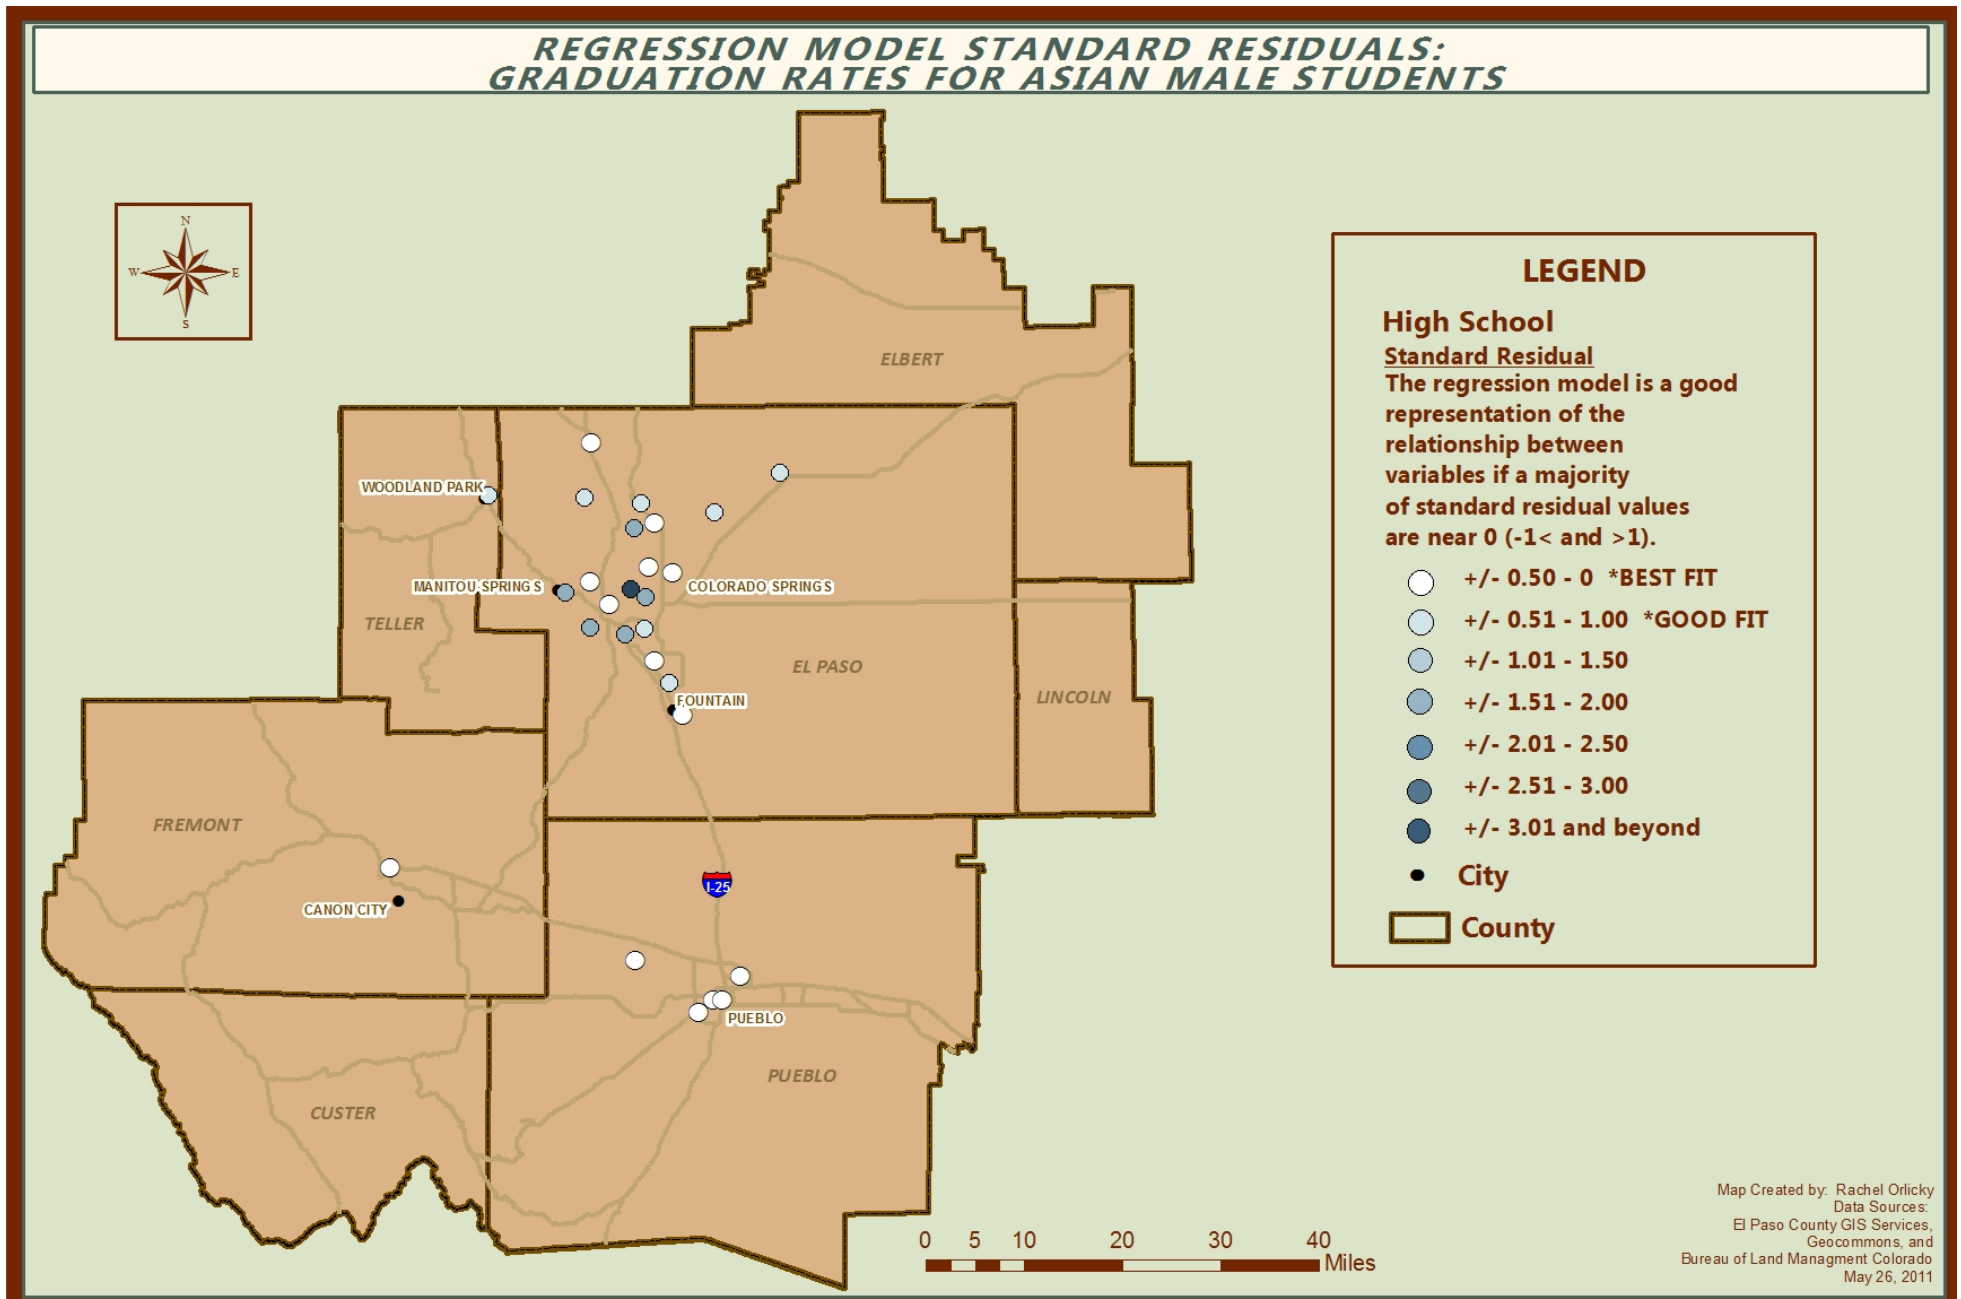 REGRESSION MODEL STANDARD RESIDUALS:
GRADUATION RATES FOR ASIAN MALE STUDENTS
N
W
E
S
LEGEND
High School
Standard Residual
The regression model is a good
representation of the
relationship between
variables if a majority
of standard residual values
are near 0 (-1< and >1).
+/- 0.50 - 0 *BEST FIT
+/- 0.51 - 1.00 *GOOD FIT
+/- 1.01 - 1.50
+/- 1.51 - 2.00
+/- 2.01 - 2.50
+/- 2.51 - 3.00
+/- 3.01 and beyond
City
County
ELBERT
WOODLAND PARK
MANITOU SPRINGS
COLORADO SPRINGS
TELLER
EL PASO
LINCOLN
FOUNTAIN
FREMONT
I-25
CANON CITY
PUEBLO
PUEBLO
CUSTER
0 5 10 20 30 40
Miles
Map Created by: Rachel Orlicky
Data Sources:
El Paso County GIS Services,
Geocommons, and
Bureau of Land Managment Colorado
May 26, 2011